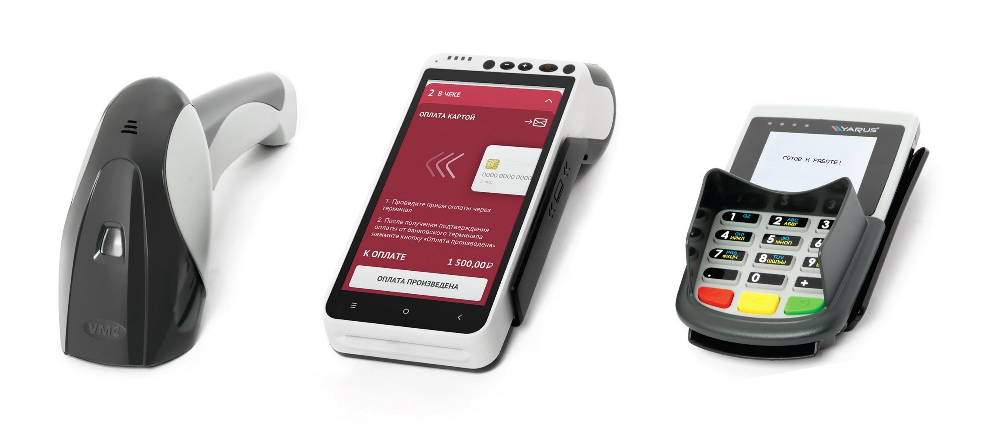 VMC
2 В ЧЕКЕ
ОПЛАТА КАРТОЙ
0000 0000 0000
1. Проведите прием оплаты через
терминал
2. После получения подтверждения
оплаты от банковского терминала
нажмите кнопку «Оплата произведена»
К ОПЛАТЕ
1 500,00₽
ОПЛАТА ПРОИЗВЕДЕНА
YARUS
ГОТОВ К РАБОТЕ!
1 QZ
2 ABC АБВГ
3
4 GHI ИЙКЛ
5 JKL МНОП
6
7 PRS ФХЦЧ
8 TUV ШЩЪЫ
9
.
0
+